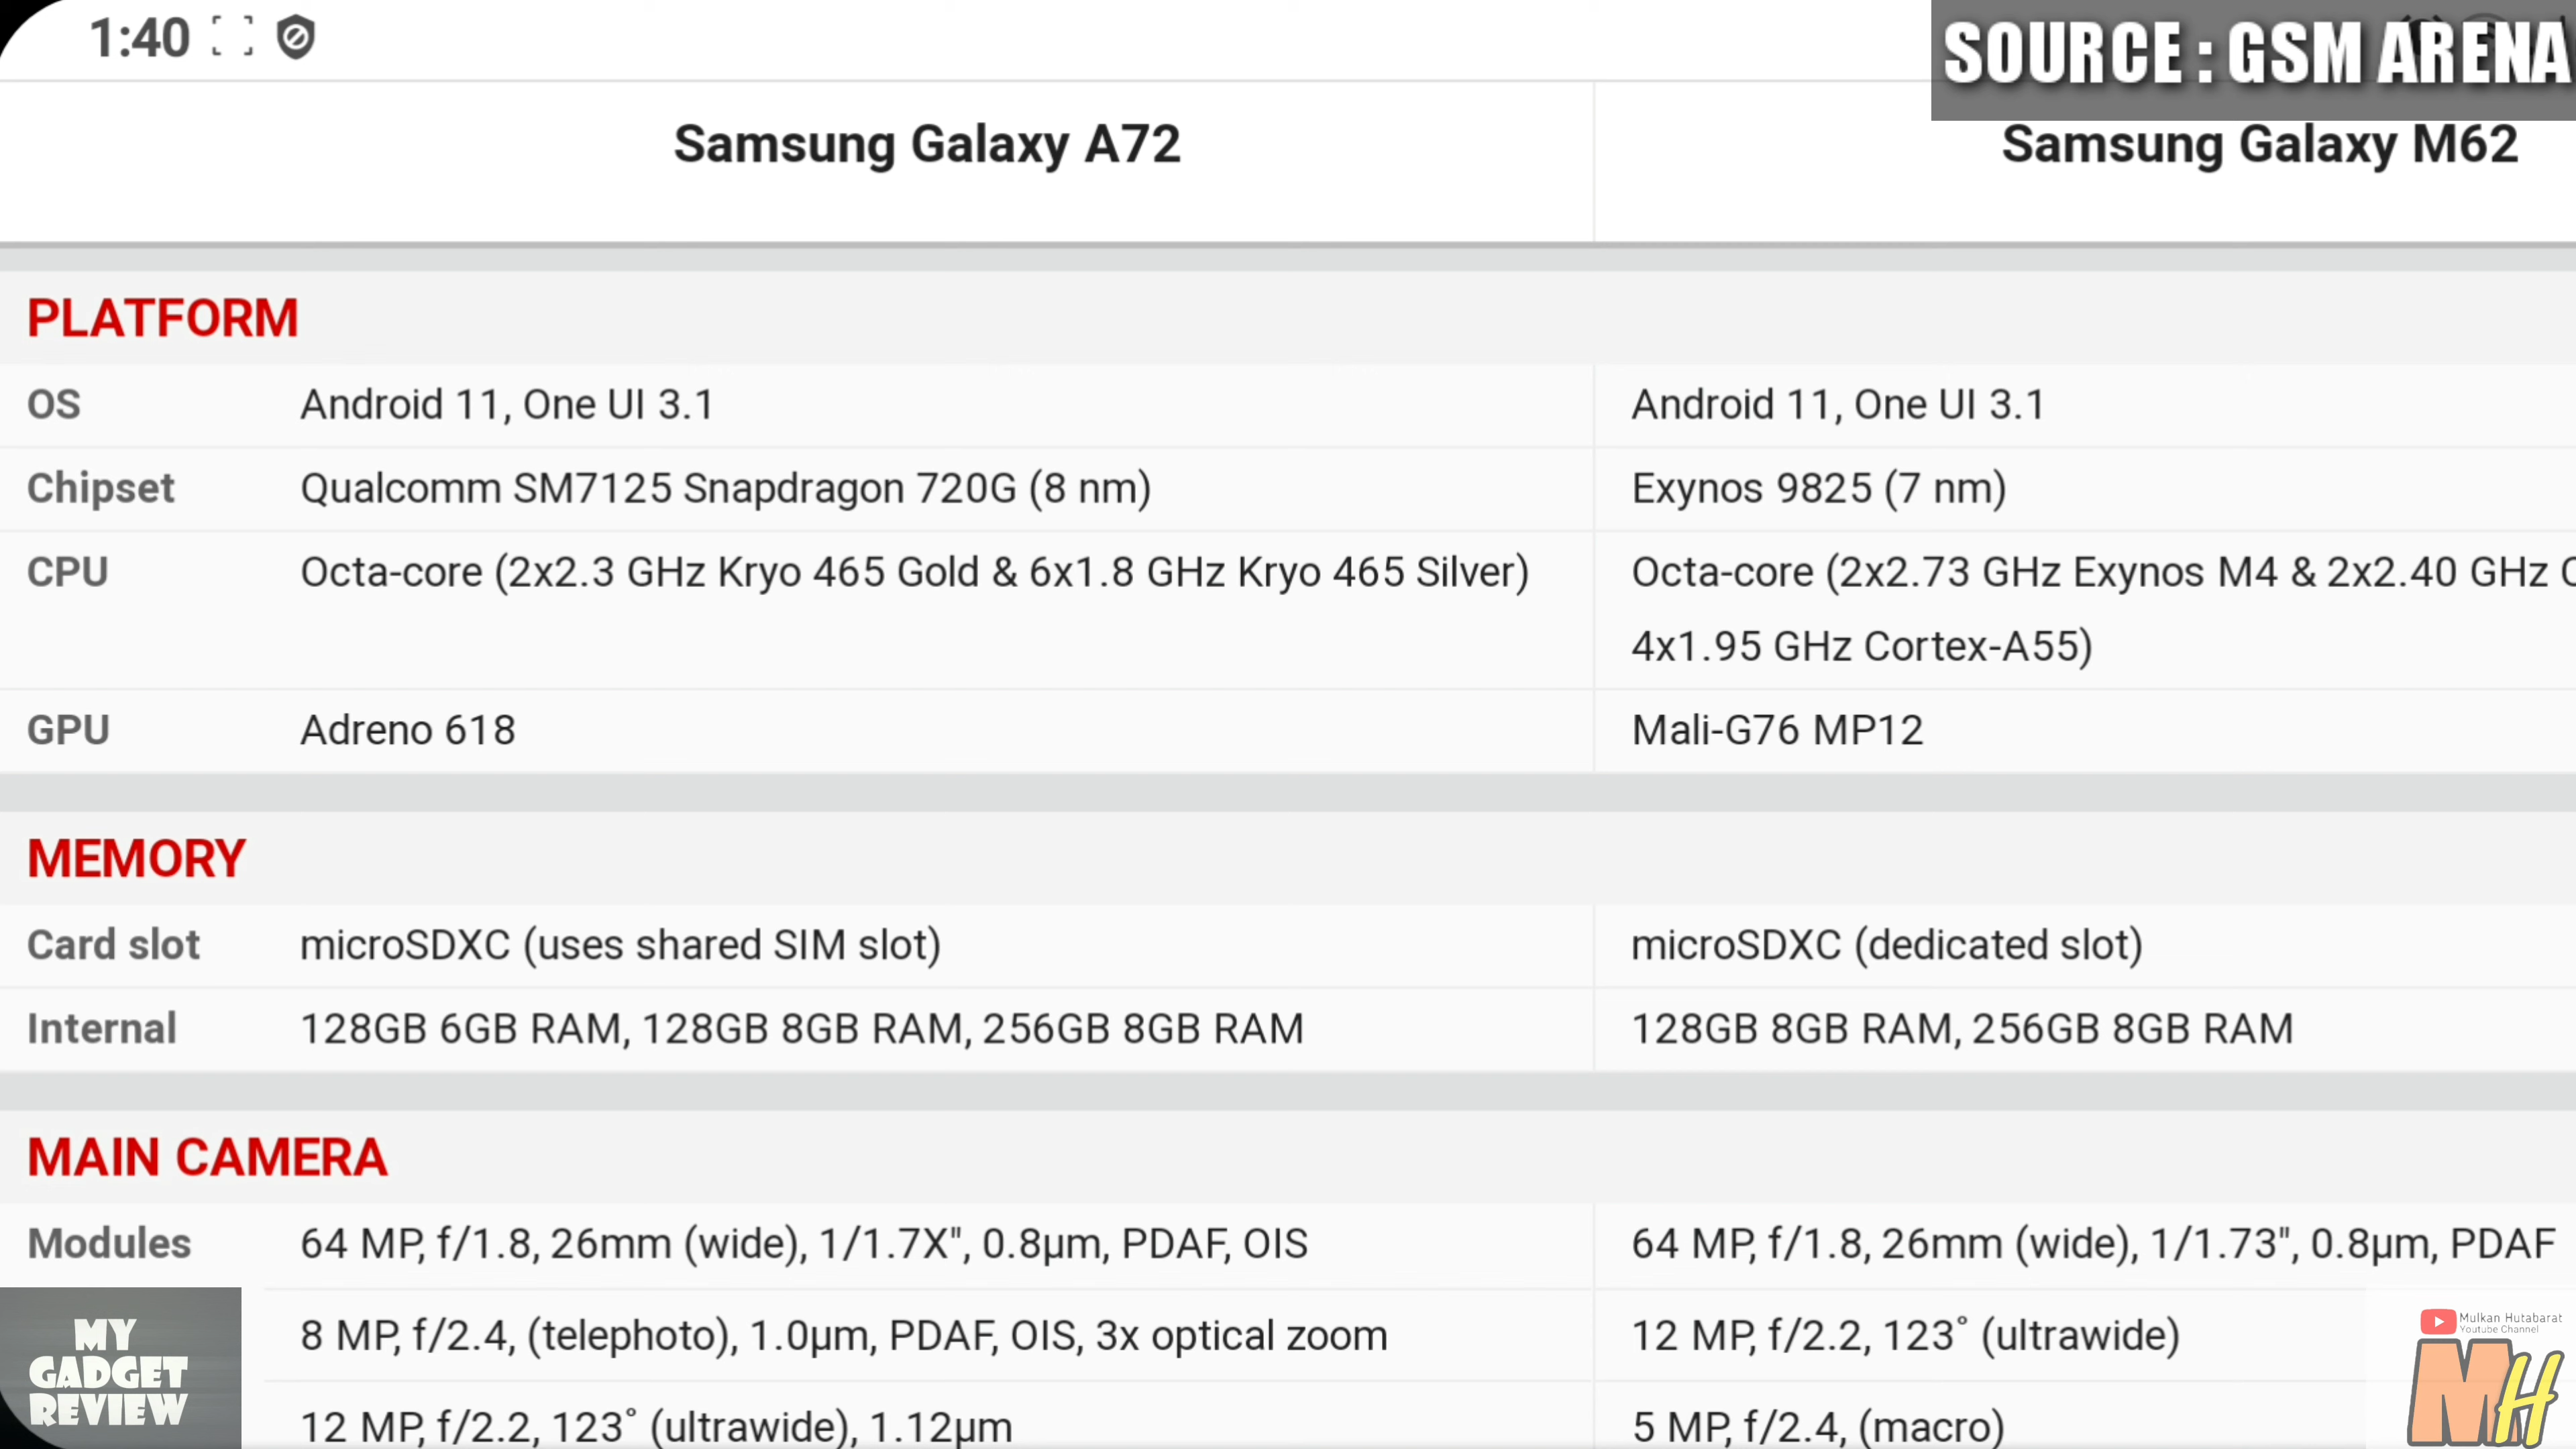 1:40
SOURCE : GSM ARENA
Samsung Galaxy A72
Samsung Galaxy M62
PLATFORM
OS Android 11, One UI 3.1 Android 11, One UI 3.1
Chipset Qualcomm SM7125 Snapdragon 720G (8 nm) Exynos 9825 (7 nm)
CPU Octa-core (2x2.3 GHz Kryo 465 Gold & 6x1.8 GHz Kryo 465 Silver) Octa-core (2x2.73 GHz Exynos M4 & 2x2.40 GHz
4x1.95 GHz Cortex-A55)
GPU Adreno 618 Mali-G76 MP12
MEMORY
Card slot microSDXC (uses shared SIM slot) microSDXC (dedicated slot)
Internal 128GB 6GB RAM, 128GB 8GB RAM, 256GB 8GB RAM 128GB 8GB RAM, 256GB 8GB RAM
MAIN CAMERA
Modules 64 MP, f/1.8, 26mm (wide), 1/1.7X", 0.8µm, PDAF, OIS 64 MP, f/1.8, 26mm (wide), 1/1.73", 0.8µm, PDAF
8 MP, f/2.4, (telephoto), 1.0µm, PDAF, OIS, 3x optical zoom 12 MP, f/2.2, 123˚ (ultrawide)
12 MP, f/2.2, 123˚ (ultrawide), 1.12µm 5 MP, f/2.4, (macro)
MY
GADGET
REVIEW
Mulkan Hutabarat
Youtube Channel
MH